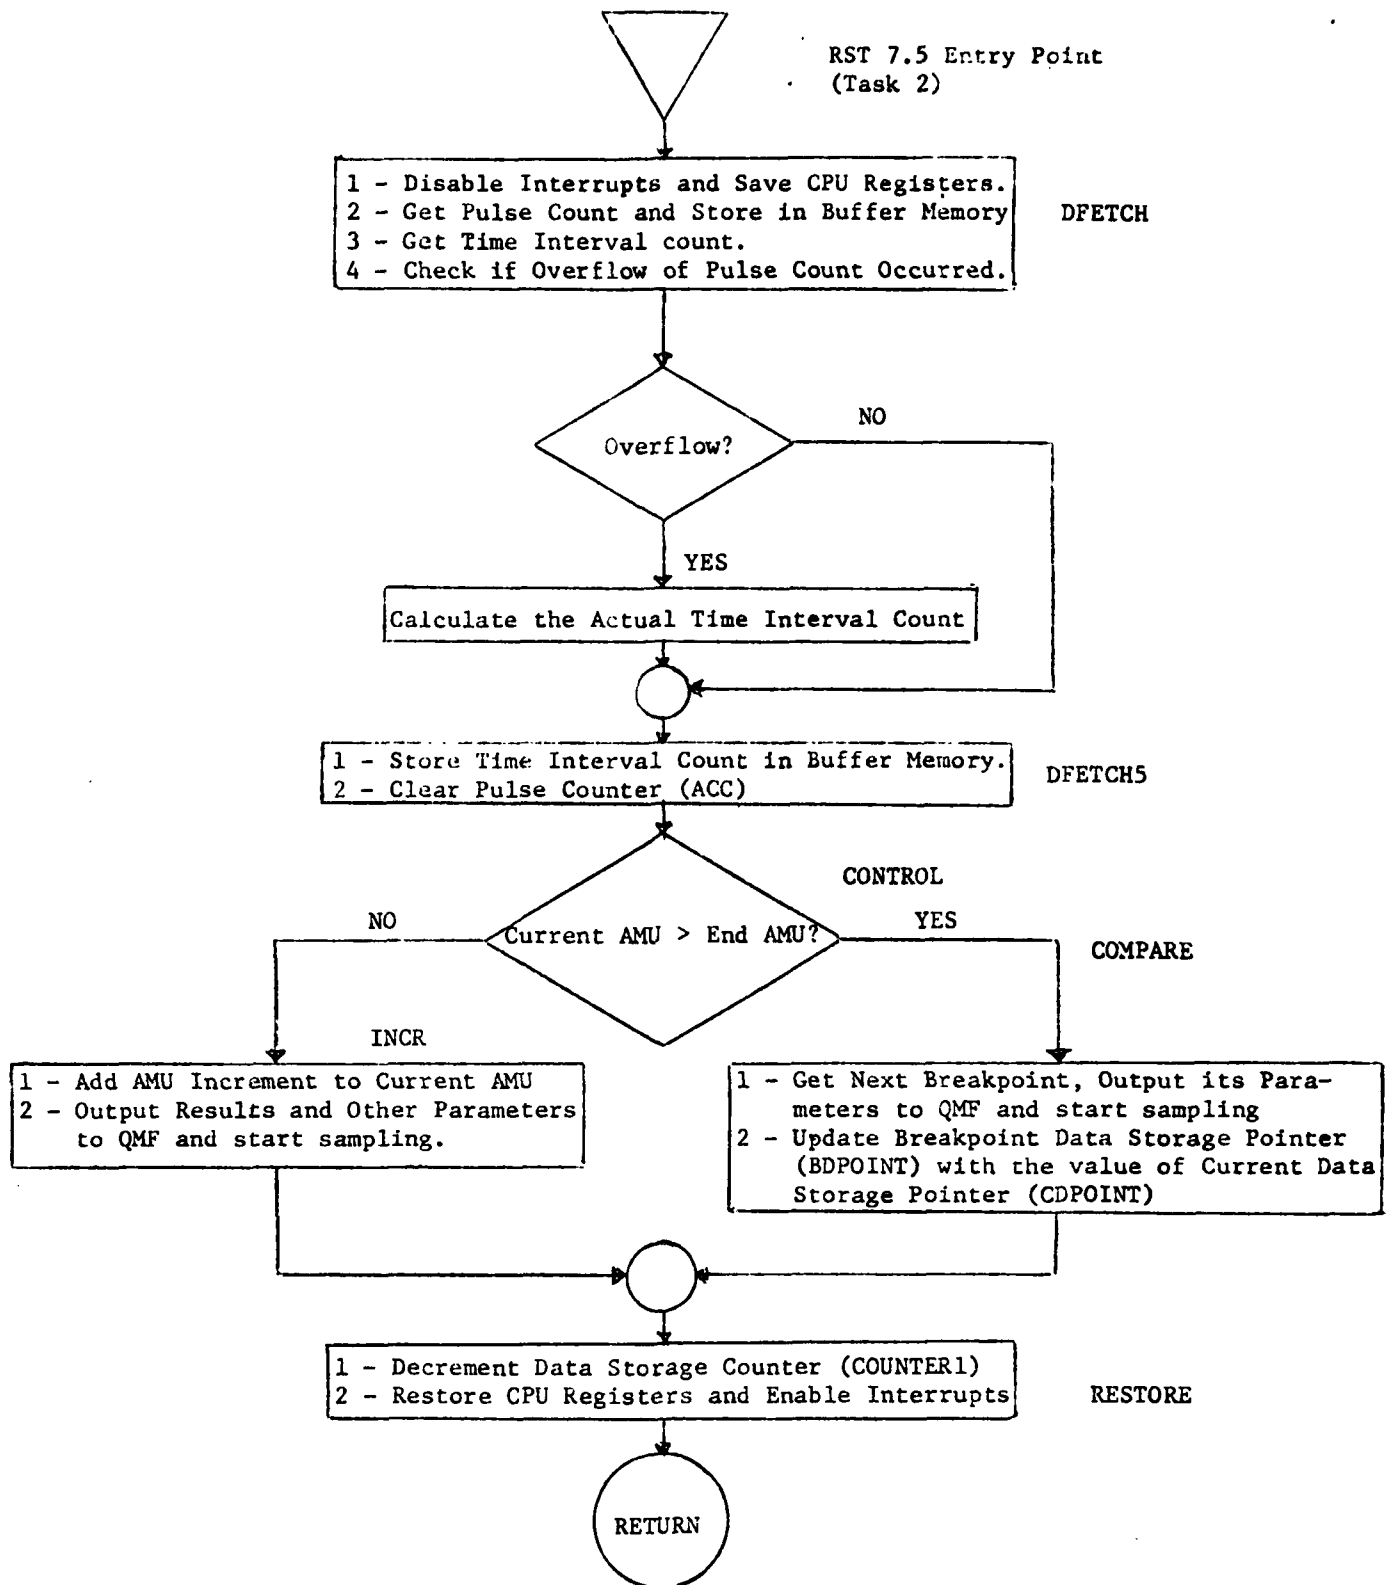 RST 7.5 Entry Point
(Task 2)
1 - Disable Interrupts and Save CPU Registers.
2 - Get Pulse Count and Store in Buffer Memory
3 - Get Time Interval count.
4 - Check if Overflow of Pulse Count Occurred.
DFETCH
Overflow?
NO
YES
Calculate the Actual Time Interval Count
1 - Store Time Interval Count in Buffer Memory.
2 - Clear Pulse Counter (ACC)
DFETCH5
CONTROL
NO
Current AMU > End AMU?
YES
COMPARE
INCR
1 - Add AMU Increment to Current AMU
2 - Output Results and Other Parameters
to QMF and start sampling.
1 - Get Next Breakpoint, Output its Para-
meters to QMF and start sampling
2 - Update Breakpoint Data Storage Pointer
(BDPOINT) with the value of Current Data
Storage Pointer (CDPOINT)
1 - Decrement Data Storage Counter (COUNTER1)
2 - Restore CPU Registers and Enable Interrupts
RESTORE
RETURN